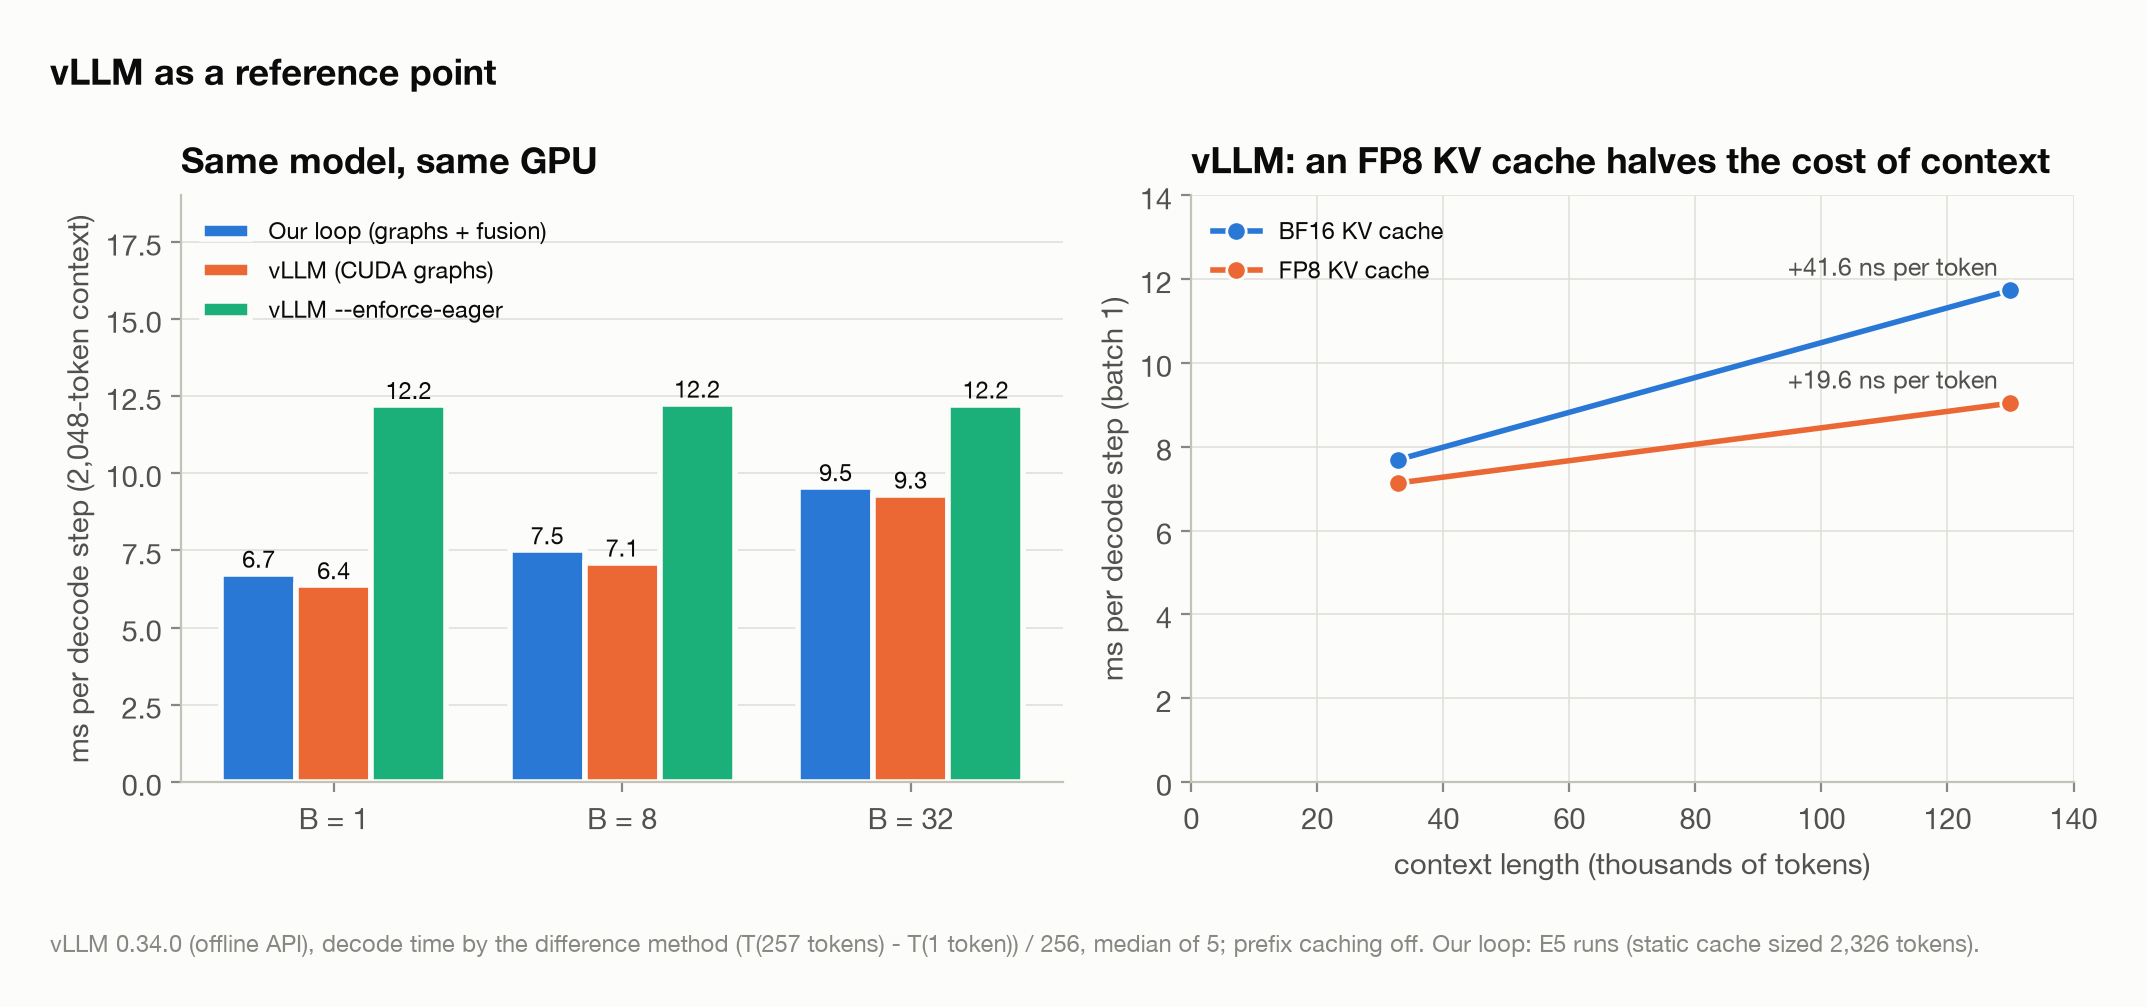 vLLM as a reference point
Same model, same GPU
ms per decode step (2,048-token context)
17.5
15.0
12.5
10.0
7.5
5.0
2.5
0.0
Our loop (graphs + fusion)
vLLM (CUDA graphs)
vLLM --enforce-eager
6.7
6.4
12.2
7.5
7.1
12.2
9.5
9.3
12.2
B = 1
B = 8
B = 32
vLLM: an FP8 KV cache halves the cost of context
ms per decode step (batch 1)
14
12
10
8
6
4
2
0
BF16 KV cache
FP8 KV cache
+41.6 ns per token
+19.6 ns per token
0
20
40
60
80
100
120
140
context length (thousands of tokens)
vLLM 0.34.0 (offline API), decode time by the difference method (T(257 tokens) - T(1 token)) / 256, median of 5; prefix caching off. Our loop: E5 runs (static cache sized 2,326 tokens).